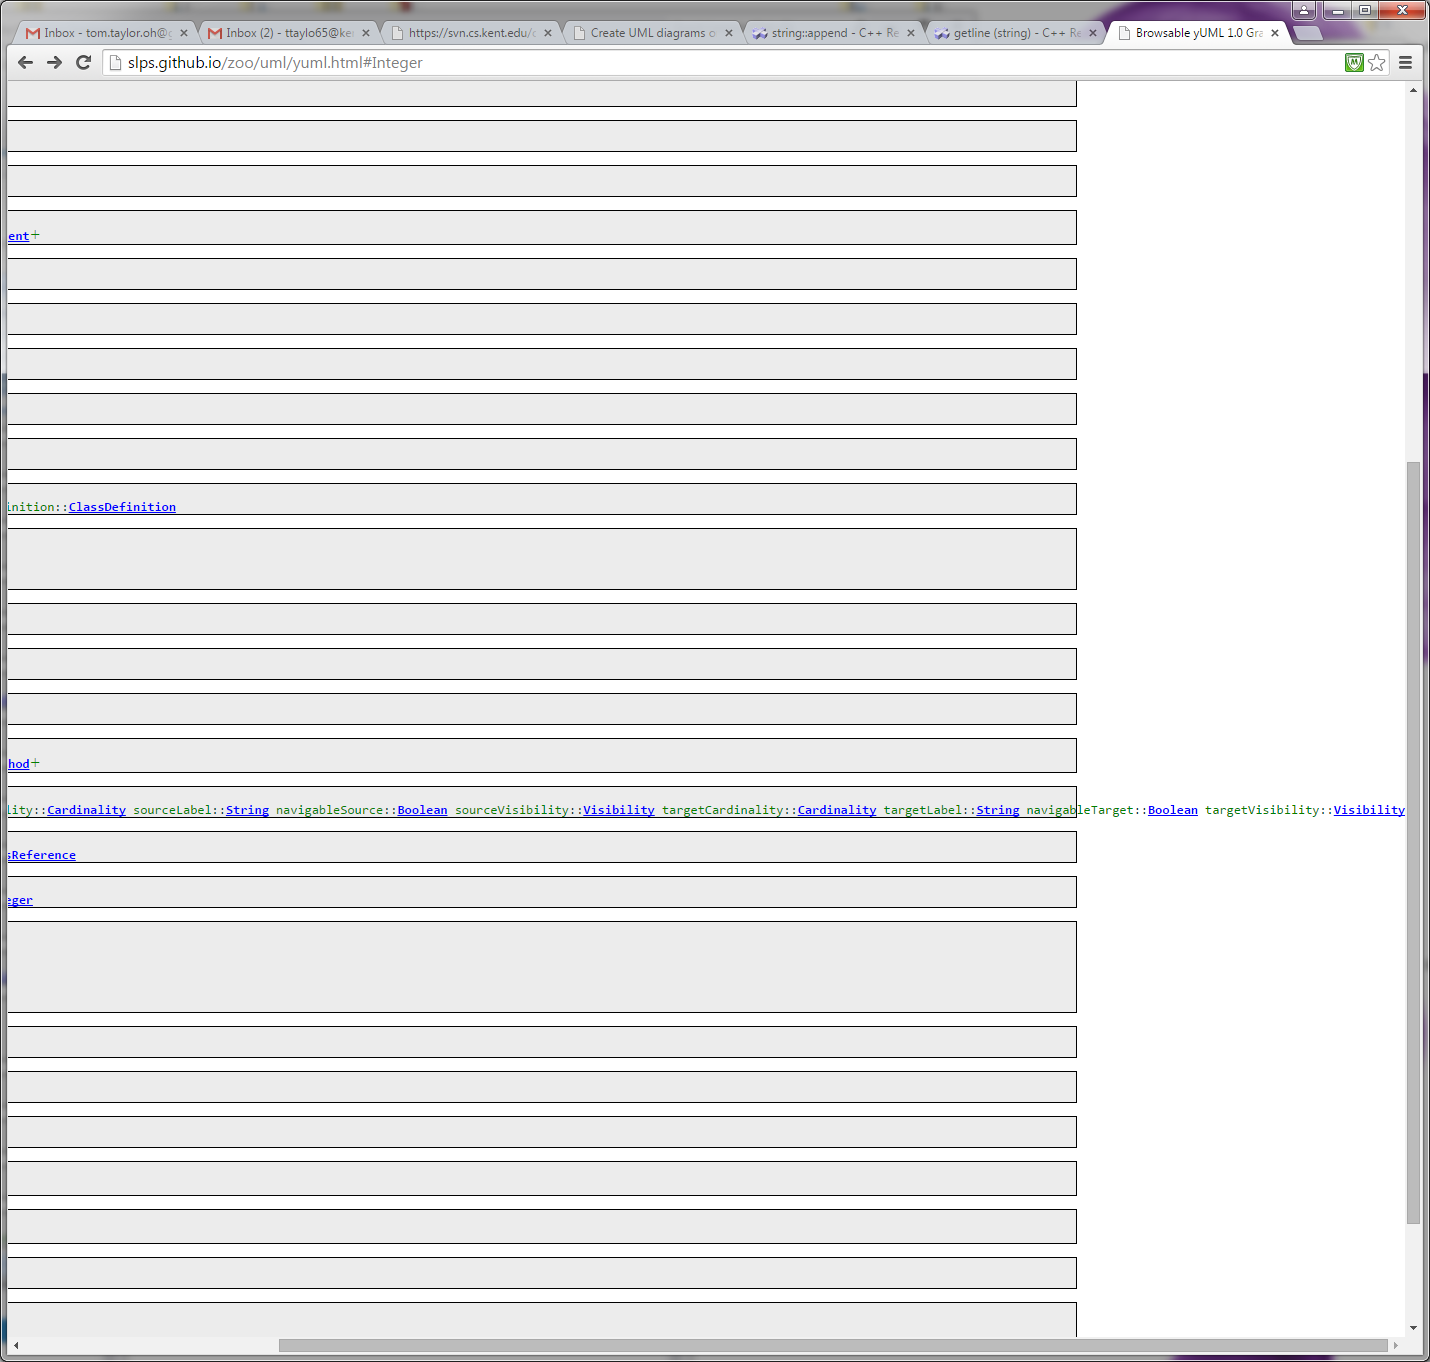 Inbox - tom.taylor.oh@g
Inbox (2) - ttaylo65@ke
https://svn.cs.kent.edu/
Create UML diagrams o
string::append - C++ Re
getline (string) - C++ Re
Browsable yUML 1.0 Gra
slps.github.io/zoo/uml/yuml.html#Integer
ent+
inition::ClassDefinition
hod+
lity::Cardinality sourceLabel::String navigableSource::Boolean sourceVisibility::Visibility targetCardinality::Cardinality targetLabel::String navigableTarget::Boolean targetVisibility::Visibility
sReference
eger